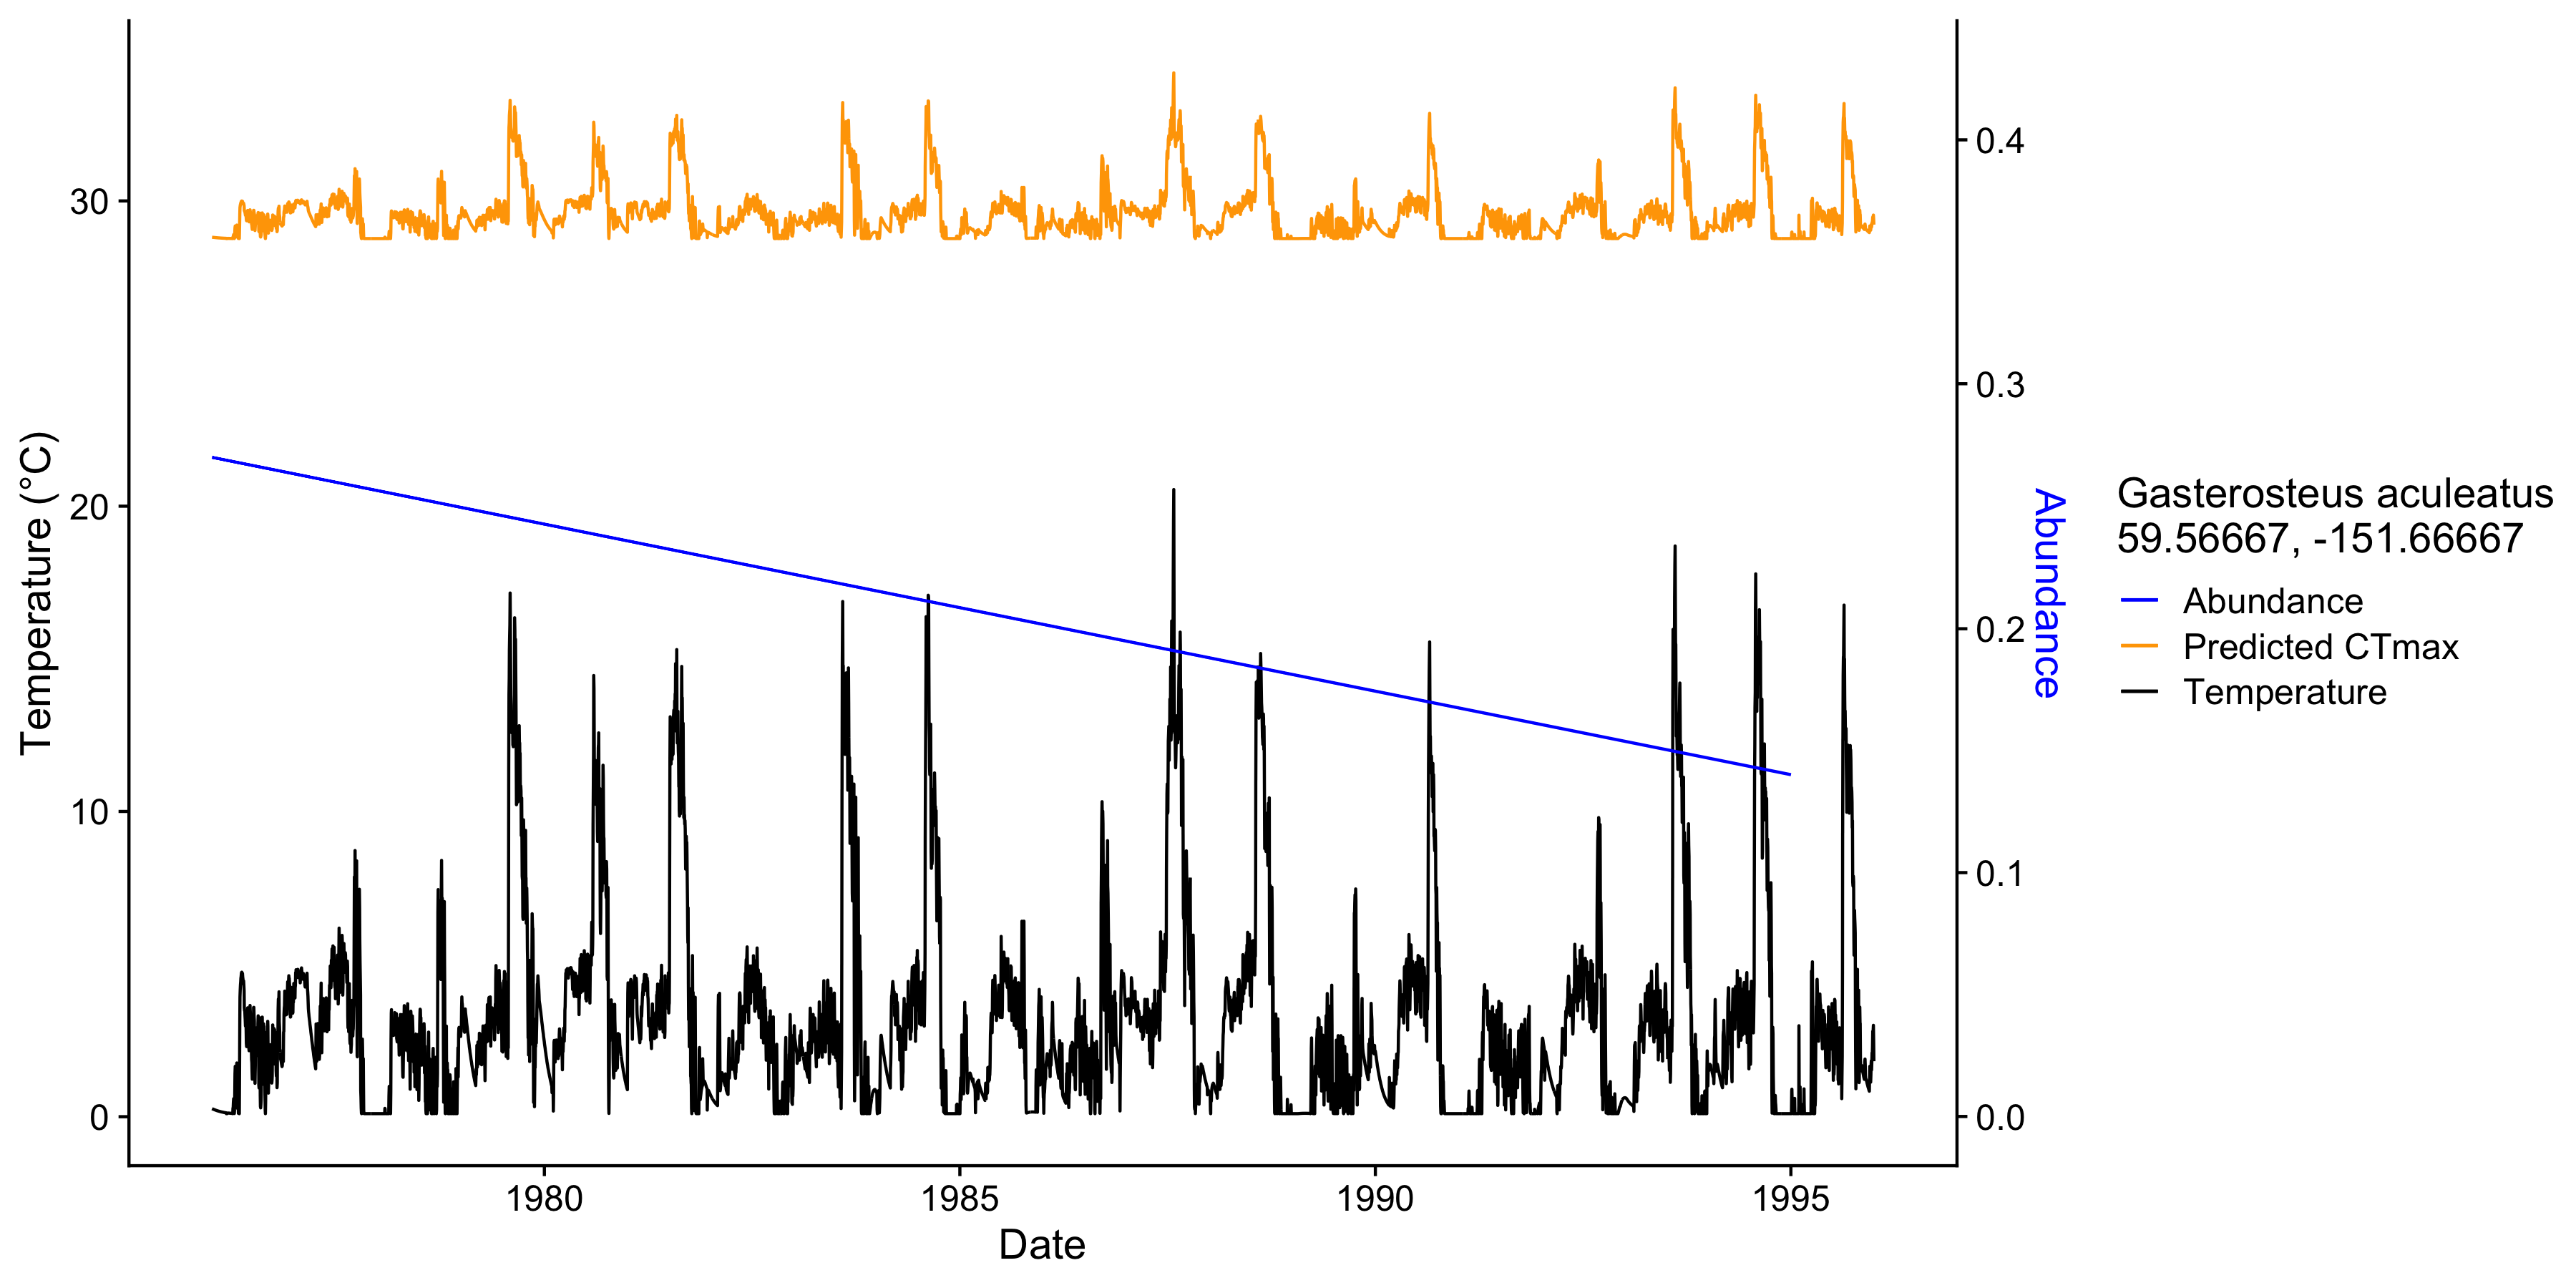 Temperature (°C)
30
20
10
0
1980
1985
1990
1995
Date
0.4
0.3
0.2
0.1
0.0
Abundance
Gasterosteus aculeatus
59.56667, -151.66667
Abundance
Predicted CTmax
Temperature